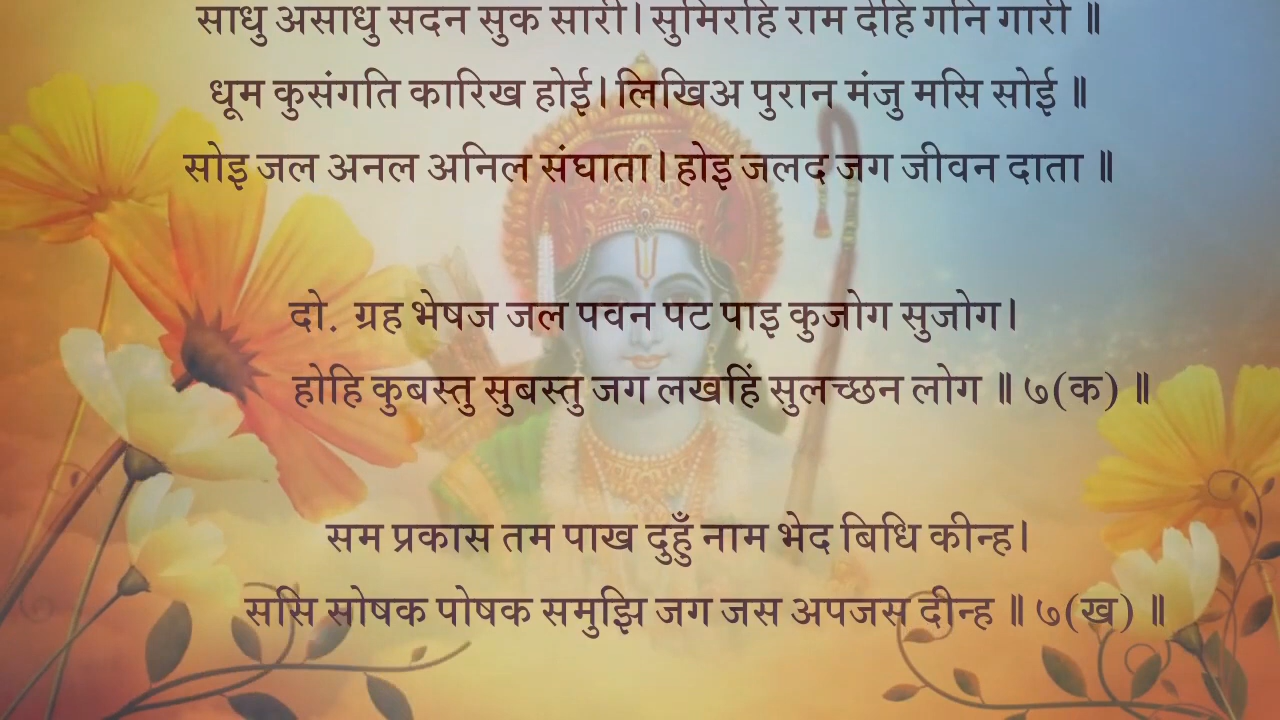 साधु असाधु सदन सुक सारीं। सुमिरहिं राम देहिं गनि गारीं ॥
धूम कुसंगति कारिख होई। लिखिअ पुरान मंजु मसि सोई ॥
सोइ जल अनल अनिल संघाता। होइ जलद जग जीवन दाता ॥
दो. ग्रह भेषज जल पवन पट पाइ कुजोग सुजोग।
होहि कुबस्तु सुबस्तु जग लखहिं सुलच्छन लोग ॥ ७(क) ॥
सम प्रकास तम पाख दुहुँ नाम भेद बिधि कीन्ह।
ससि सोषक पोषक समुझि जग जस अपजस दीन्ह ॥ ७(ख) ॥